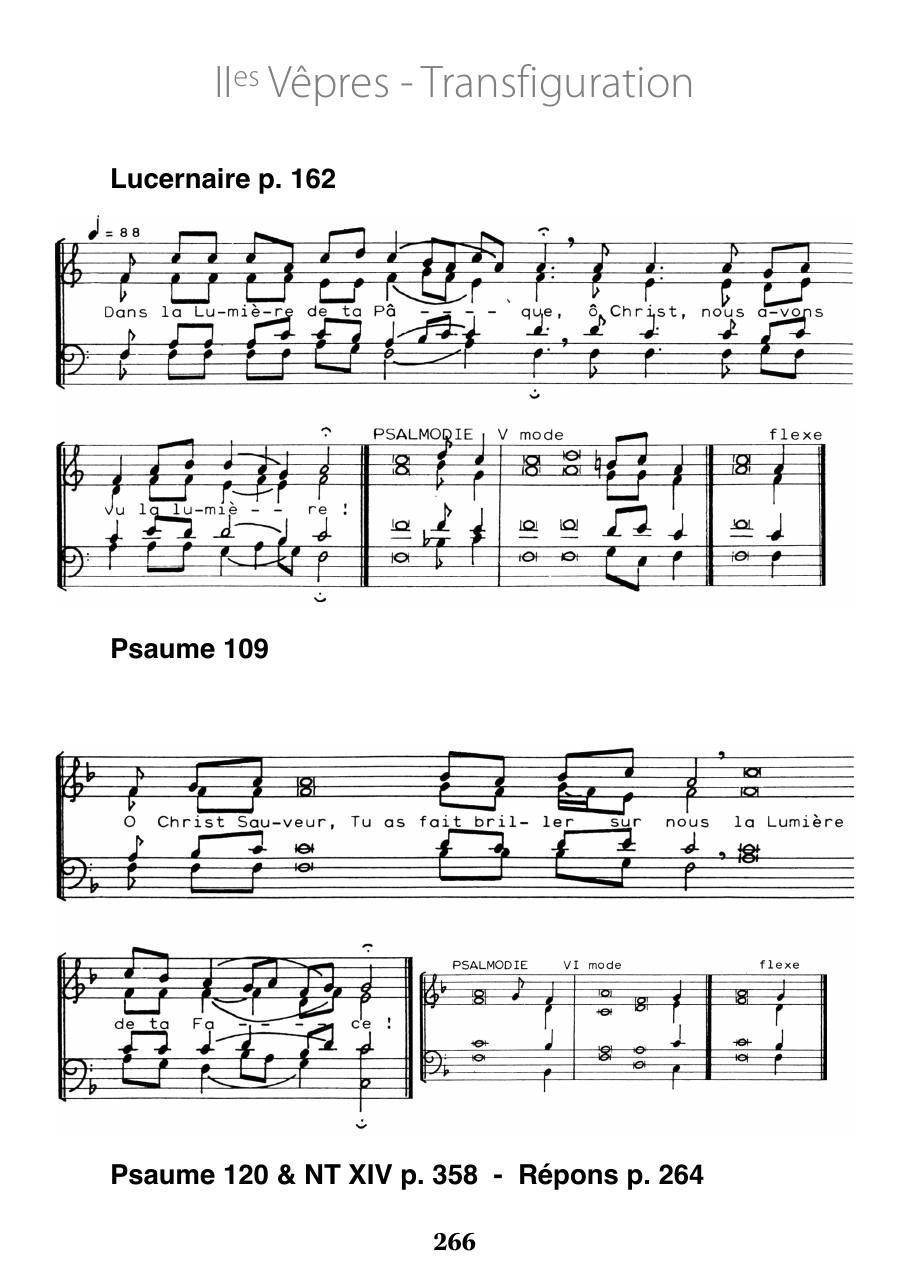 IIes Vêpres - Transfiguration
Lucernaire p. 162
= 88
Dans la Lu-miè-re de ta Pâ - - - - que, ô Christ, nous a-vons
PSALMODIE V mode flexe
vu la lu-miè - - re !
Psaume 109
O Christ Sau-veur, Tu as fait bril- ler sur nous la Lumière
PSALMODIE VI mode flexe
de ta Fa - - - - ce !
Psaume 120 & NT XIV p. 358 - Répons p. 264
266